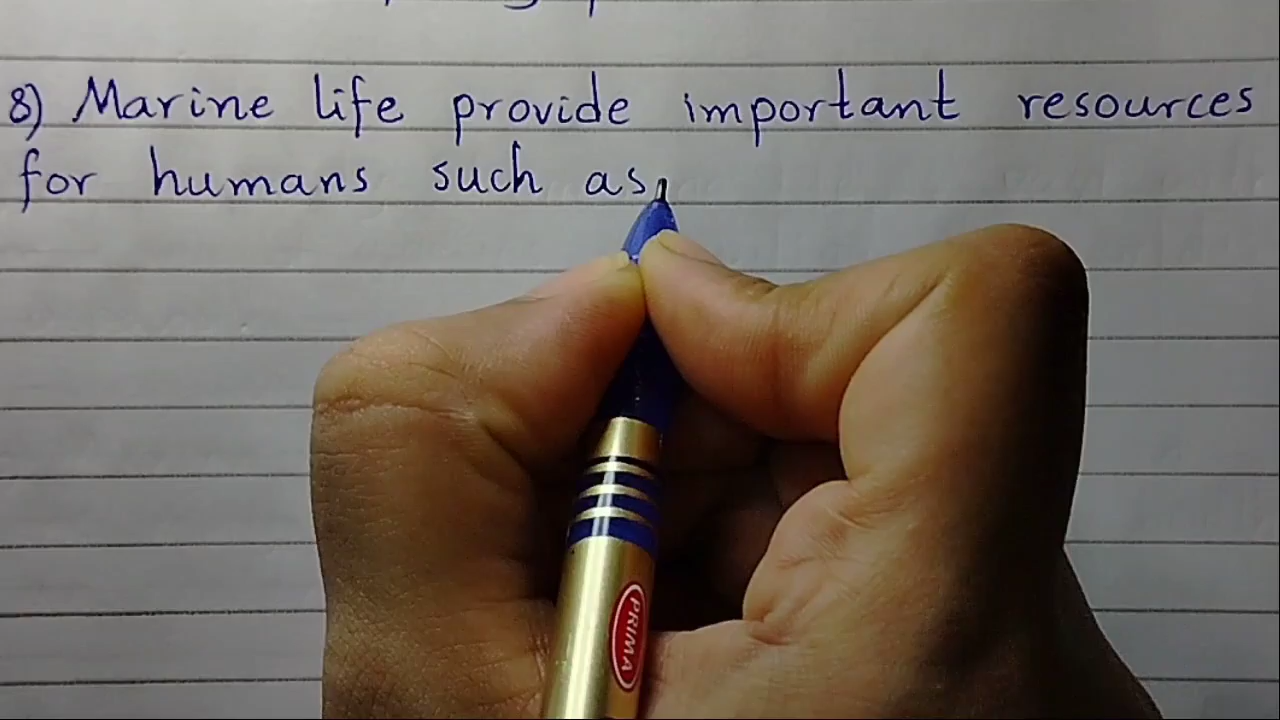 8) Marine life provide important resources
for humans such as
PRIMA